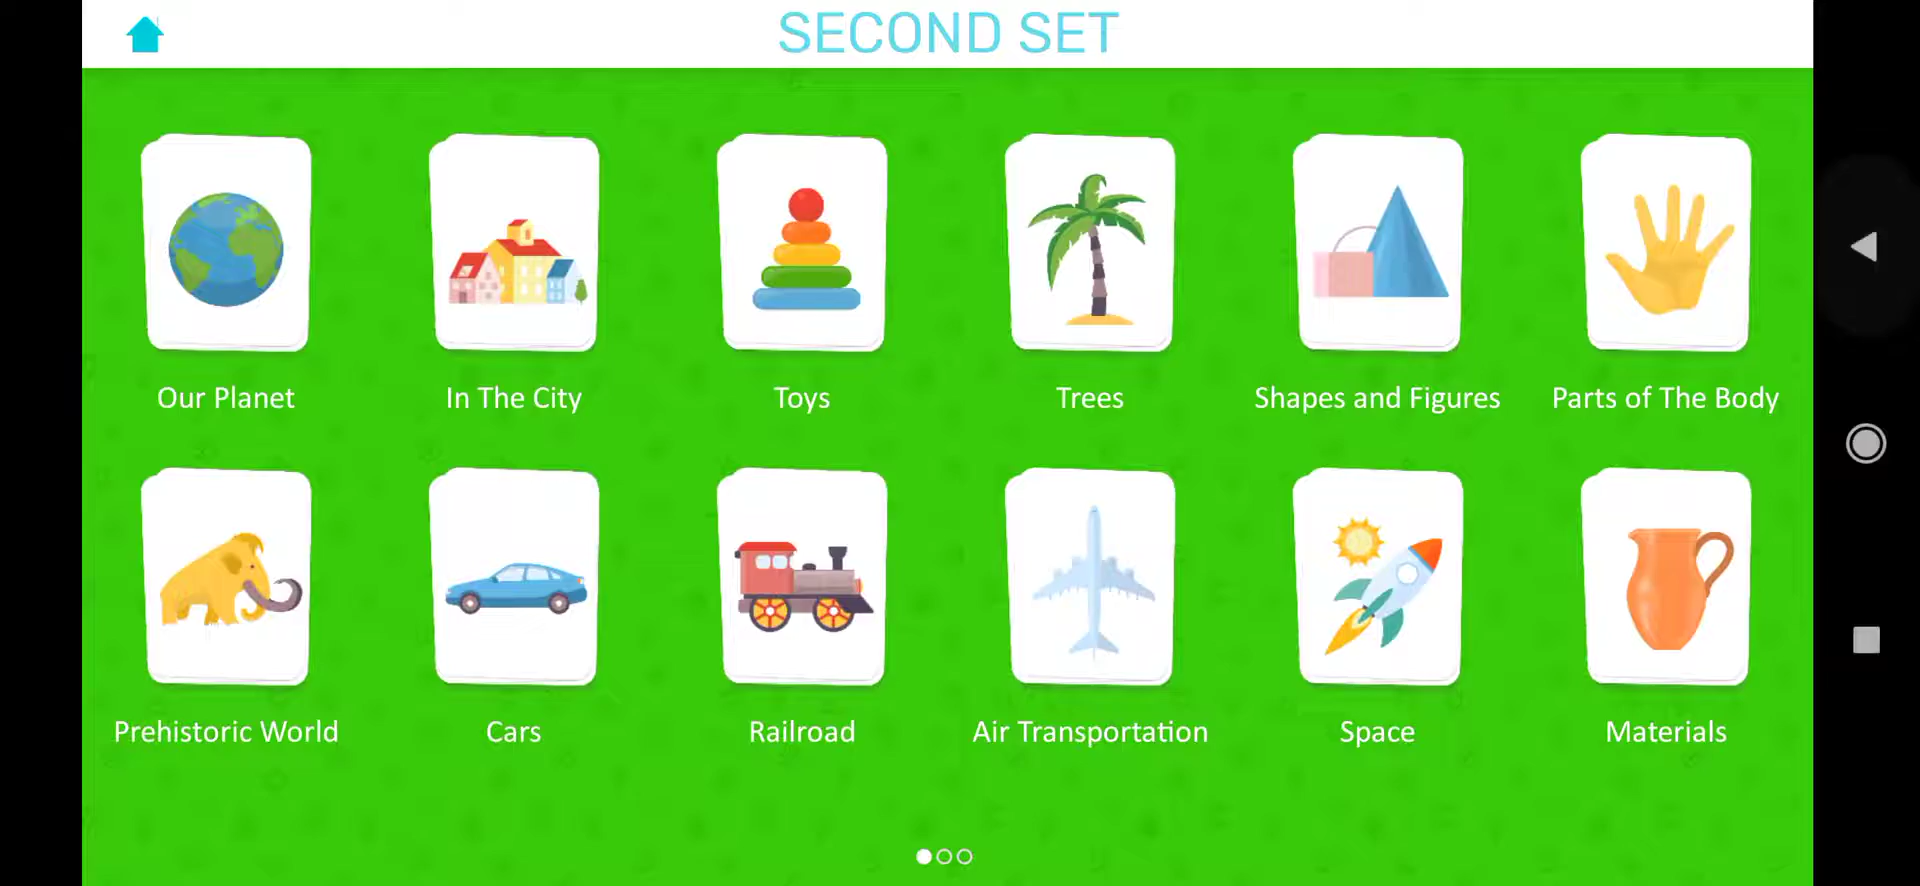 SECOND SET
Our Planet
In The City
Toys
Trees
Shapes and Figures
Parts of The Body
Prehistoric World
Cars
Railroad
Air Transportation
Space
Materials